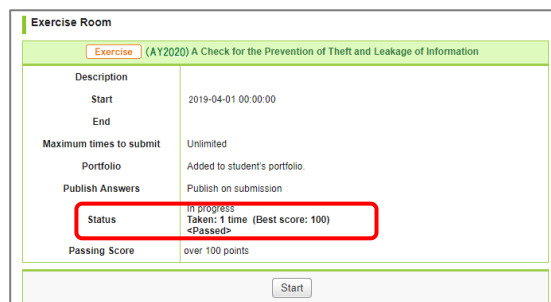 Exercise Room
Exercise (AY2020) A Check for the Prevention of Theft and Leakage of Information
Description
Start 2019-04-01 00:00:00
End
Maximum times to submit Unlimited
Portfolio Added to student's portfolio.
Publish Answers Publish on submission
In progress
Status Taken: 1 time (Best score: 100)
<Passed>
Passing Score over 100 points
Start